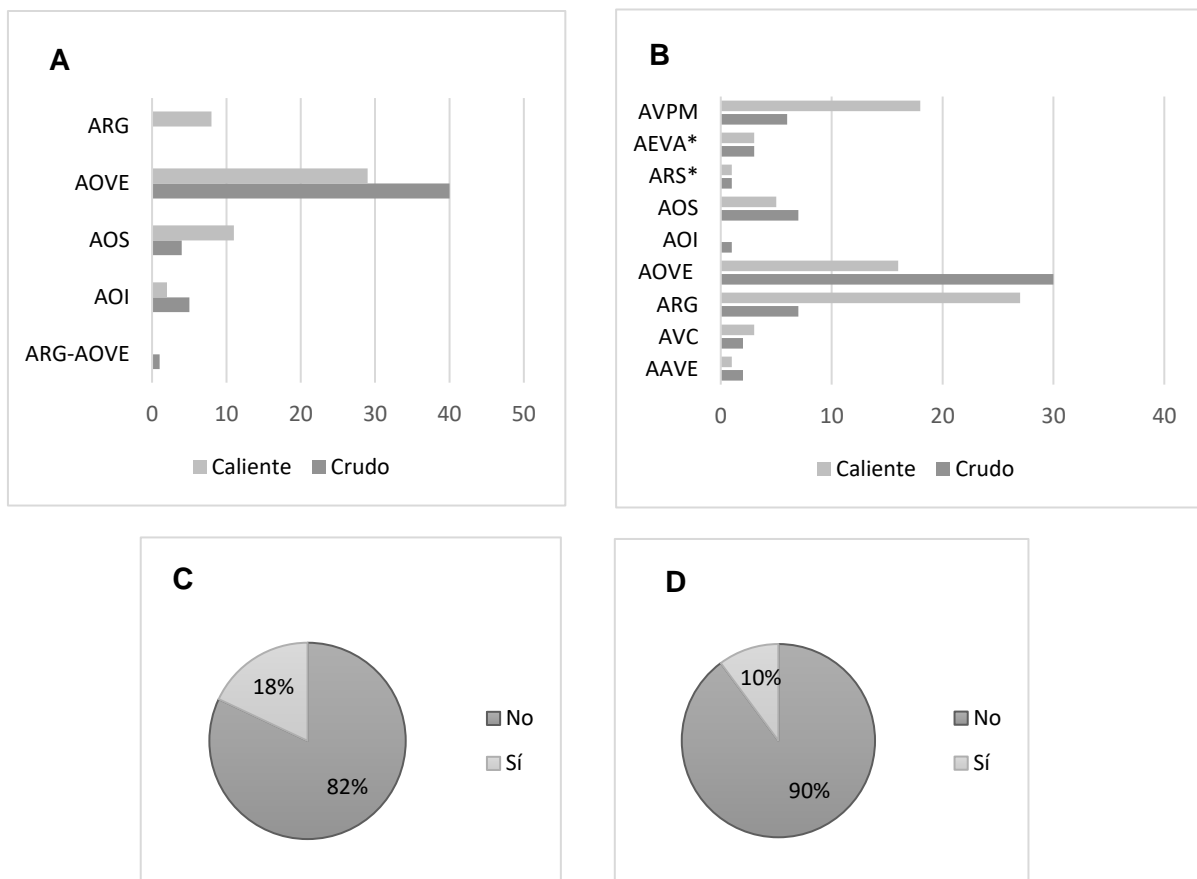 A
ARG
AOVE
AOS
AOI
ARG-AOVE
0 10 20 30 40 50
Caliente Crudo
B
AVPM
AEVA*
ARS*
AOS
AOI
AOVE
ARG
AVC
AAVE
0 10 20 30 40
Caliente Crudo
C
18%
82%
No
Sí
D
10%
90%
No
Sí